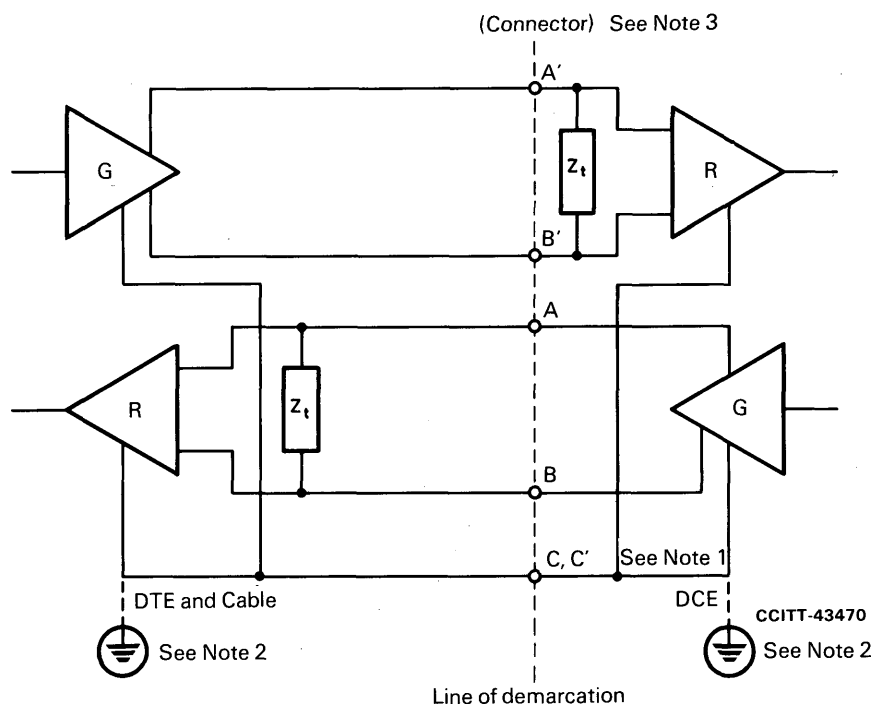 (Connector) See Note 3
A′
G
Zt
R
B′
A
R
Zt
G
B
C, C′ See Note 1
DTE and Cable
DCE
CCITT-43470
See Note 2
See Note 2
Line of demarcation